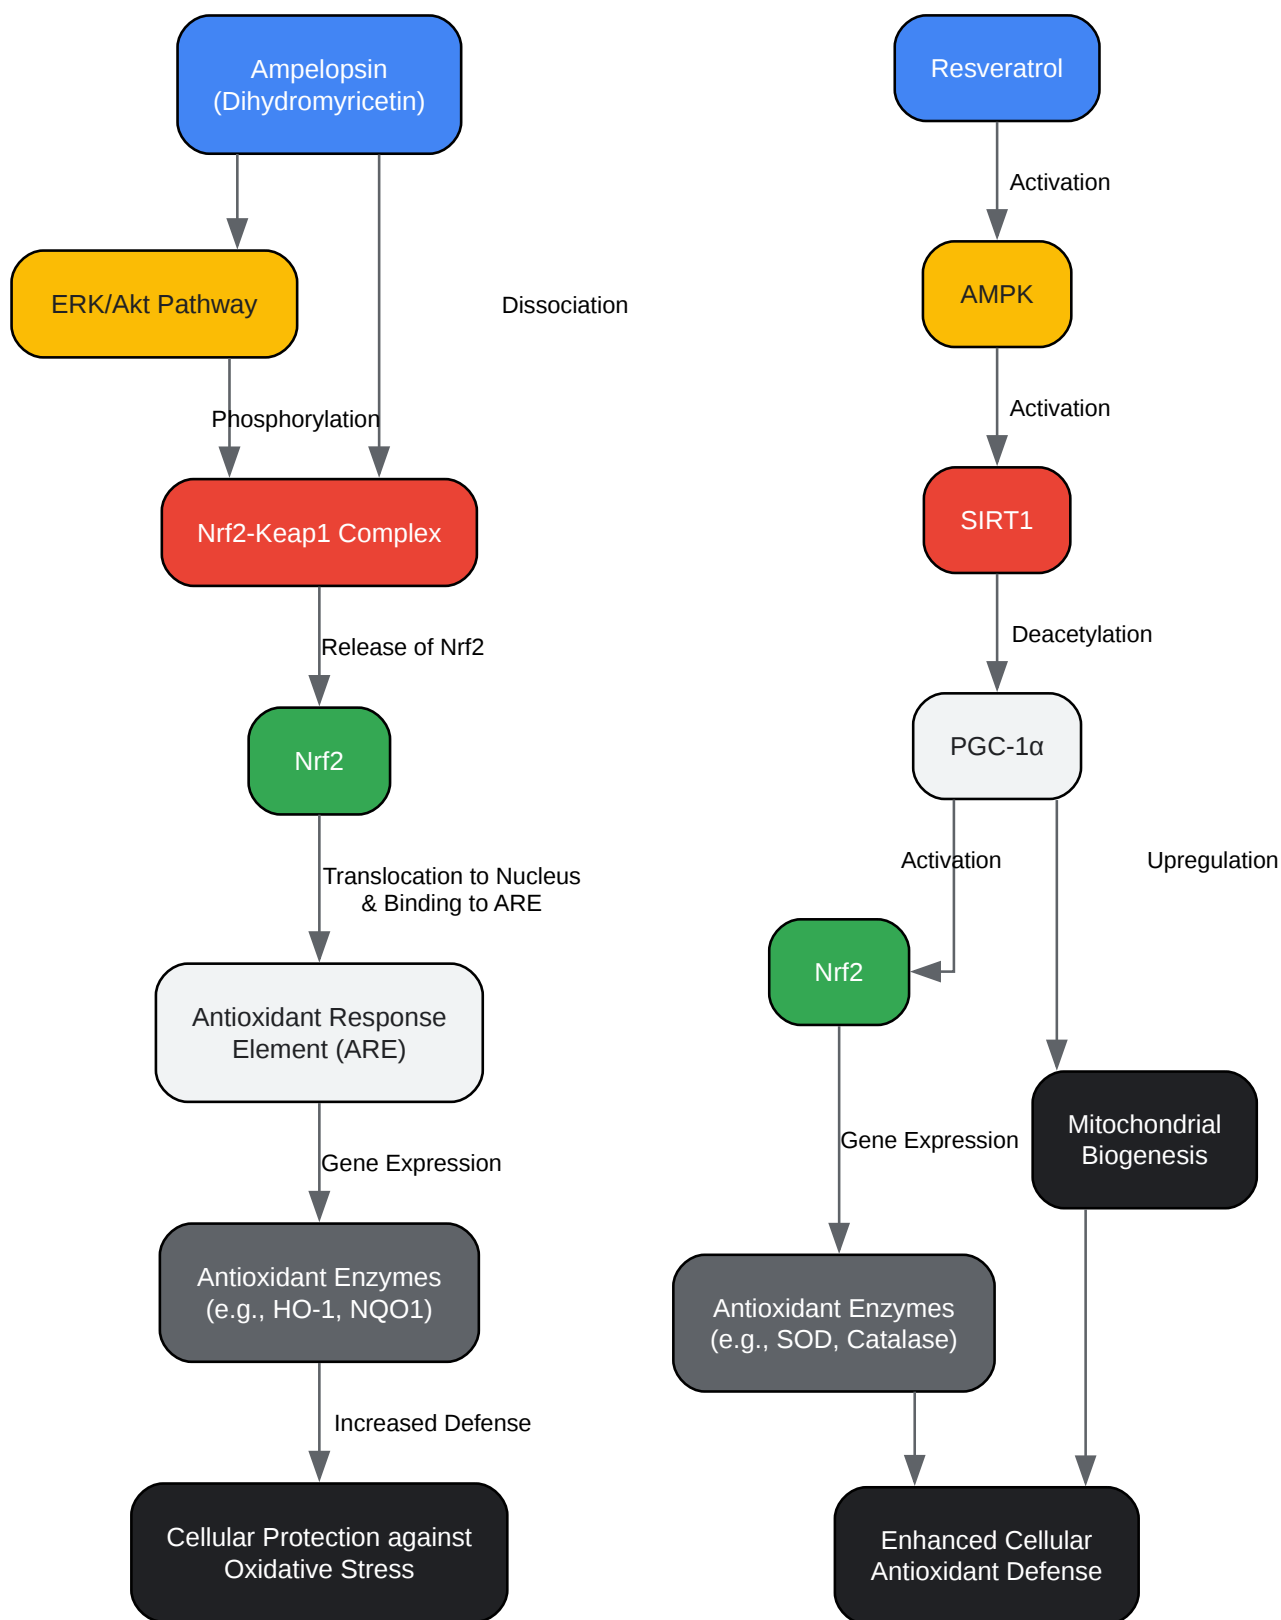 Ampelopsin
(Dihydromyricetin)
ERK/Akt Pathway
Dissociation
Phosphorylation
Nrf2-Keap1 Complex
Release of Nrf2
Nrf2
Translocation to Nucleus
& Binding to ARE
Antioxidant Response
Element (ARE)
Gene Expression
Antioxidant Enzymes
(e.g., HO-1, NQO1)
Increased Defense
Cellular Protection against
Oxidative Stress
Resveratrol
Activation
AMPK
Activation
SIRT1
Deacetylation
PGC-1α
Activation
Upregulation
Nrf2
Mitochondrial
Biogenesis
Gene Expression
Antioxidant Enzymes
(e.g., SOD, Catalase)
Enhanced Cellular
Antioxidant Defense